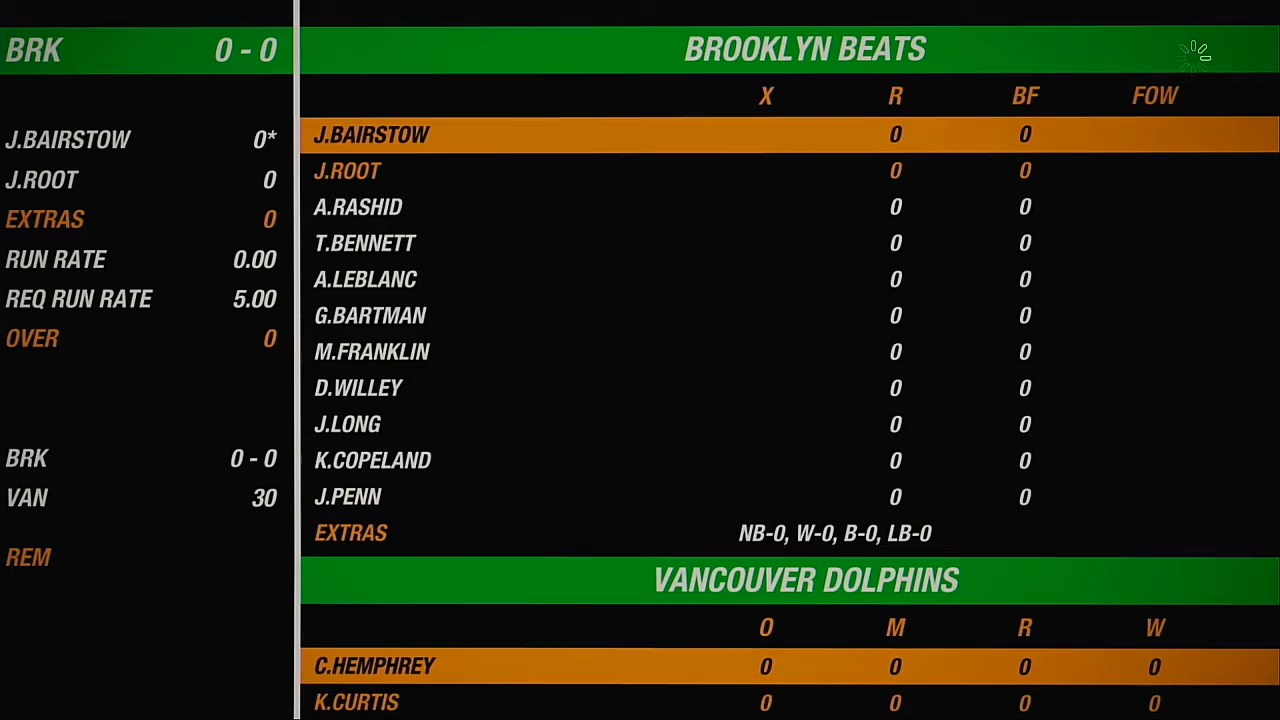 BRK 0 - 0
J.BAIRSTOW 0*
J.ROOT 0
EXTRAS 0
RUN RATE 0.00
REQ RUN RATE 5.00
OVER 0
BRK 0 - 0
VAN 30
REM
BROOKLYN BEATS
X R BF FOW
J.BAIRSTOW 0 0
J.ROOT 0 0
A.RASHID 0 0
T.BENNETT 0 0
A.LEBLANC 0 0
G.BARTMAN 0 0
M.FRANKLIN 0 0
D.WILLEY 0 0
J.LONG 0 0
K.COPELAND 0 0
J.PENN 0 0
EXTRAS NB-0, W-0, B-0, LB-0
VANCOUVER DOLPHINS
O M R W
C.HEMPHREY 0 0 0 0
K.CURTIS 0 0 0 0